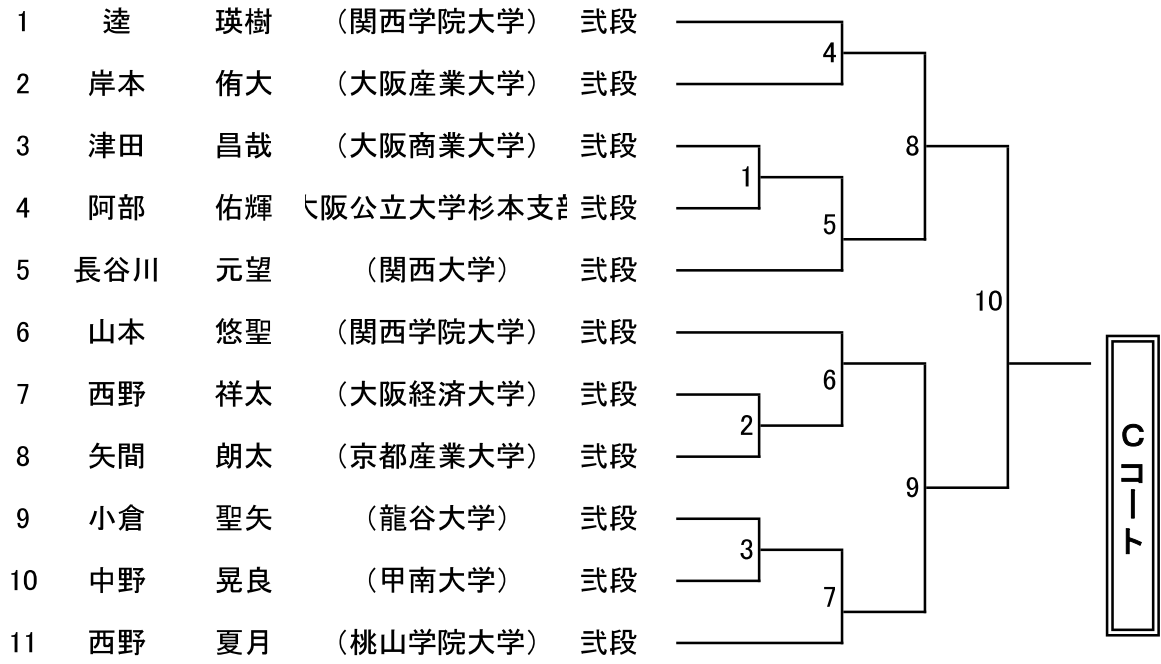 1 逵 瑛樹 （関西学院大学） 弐段
2 岸本 侑大 （大阪産業大学） 弐段
3 津田 昌哉 （大阪商業大学） 弐段
4 阿部 佑輝 大阪公立大学杉本支部 弐段
5 長谷川 元望 （関西大学） 弐段
6 山本 悠聖 （関西学院大学） 弐段
7 西野 祥太 （大阪経済大学） 弐段
8 矢間 朗太 （京都産業大学） 弐段
9 小倉 聖矢 （龍谷大学） 弐段
10 中野 晃良 （甲南大学） 弐段
11 西野 夏月 （桃山学院大学） 弐段
4
8
1
5
10
6
2
9
3
7
Cコート